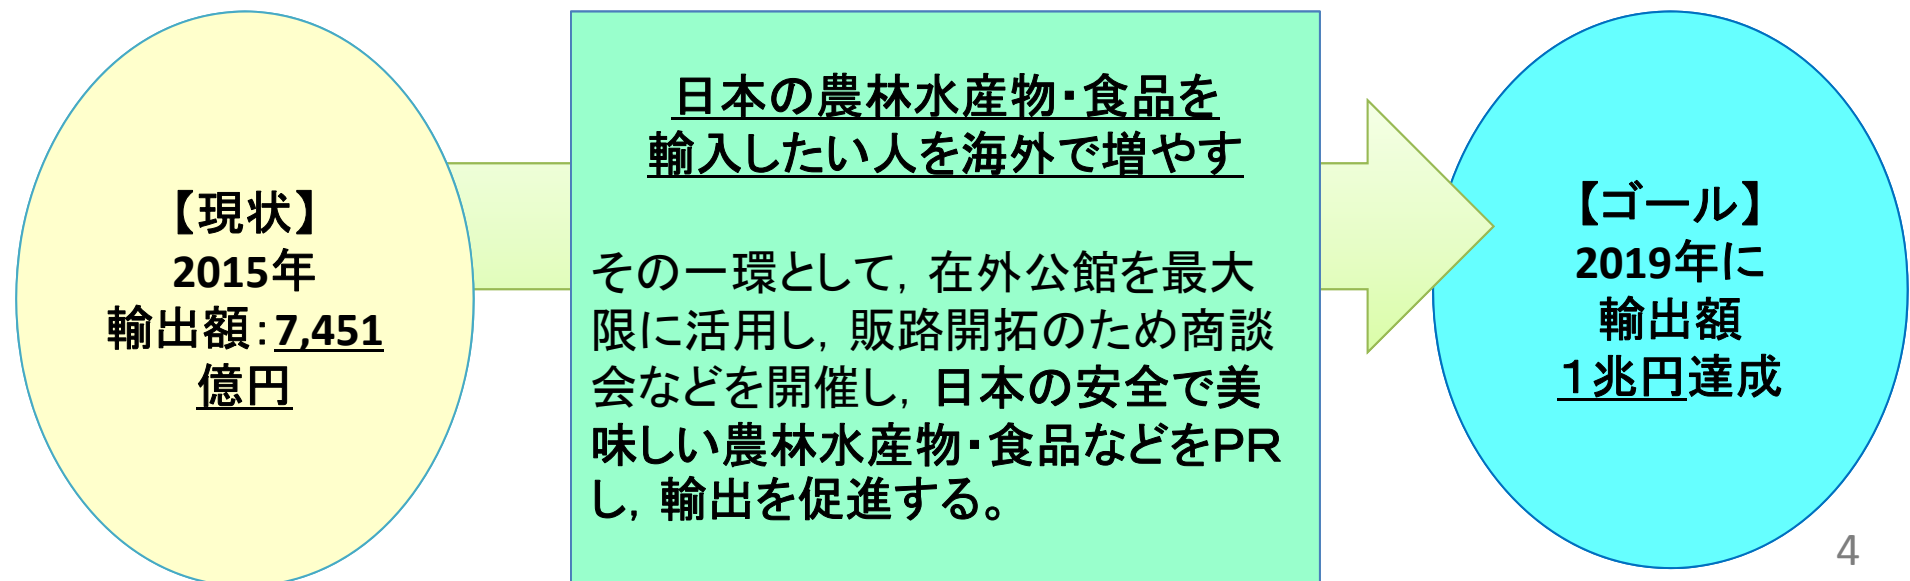 【現状】
2015年
輸出額：7,451
億円
日本の農林水産物・食品を
輸入したい人を海外で増やす
その一環として，在外公館を最大
限に活用し，販路開拓のため商談
会などを開催し，日本の安全で美
味しい農林水産物・食品などをＰＲ
し，輸出を促進する。
【ゴール】
2019年に
輸出額
１兆円達成
4